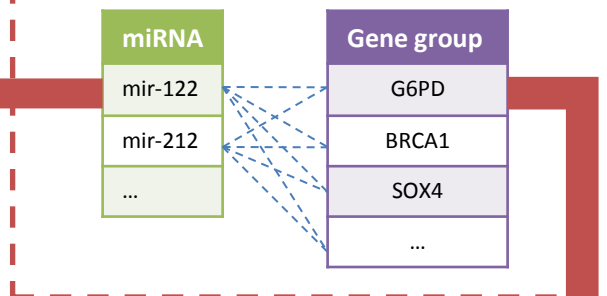 miRNA
mir-122
mir-212
...
Gene group
G6PD
BRCA1
SOX4
...